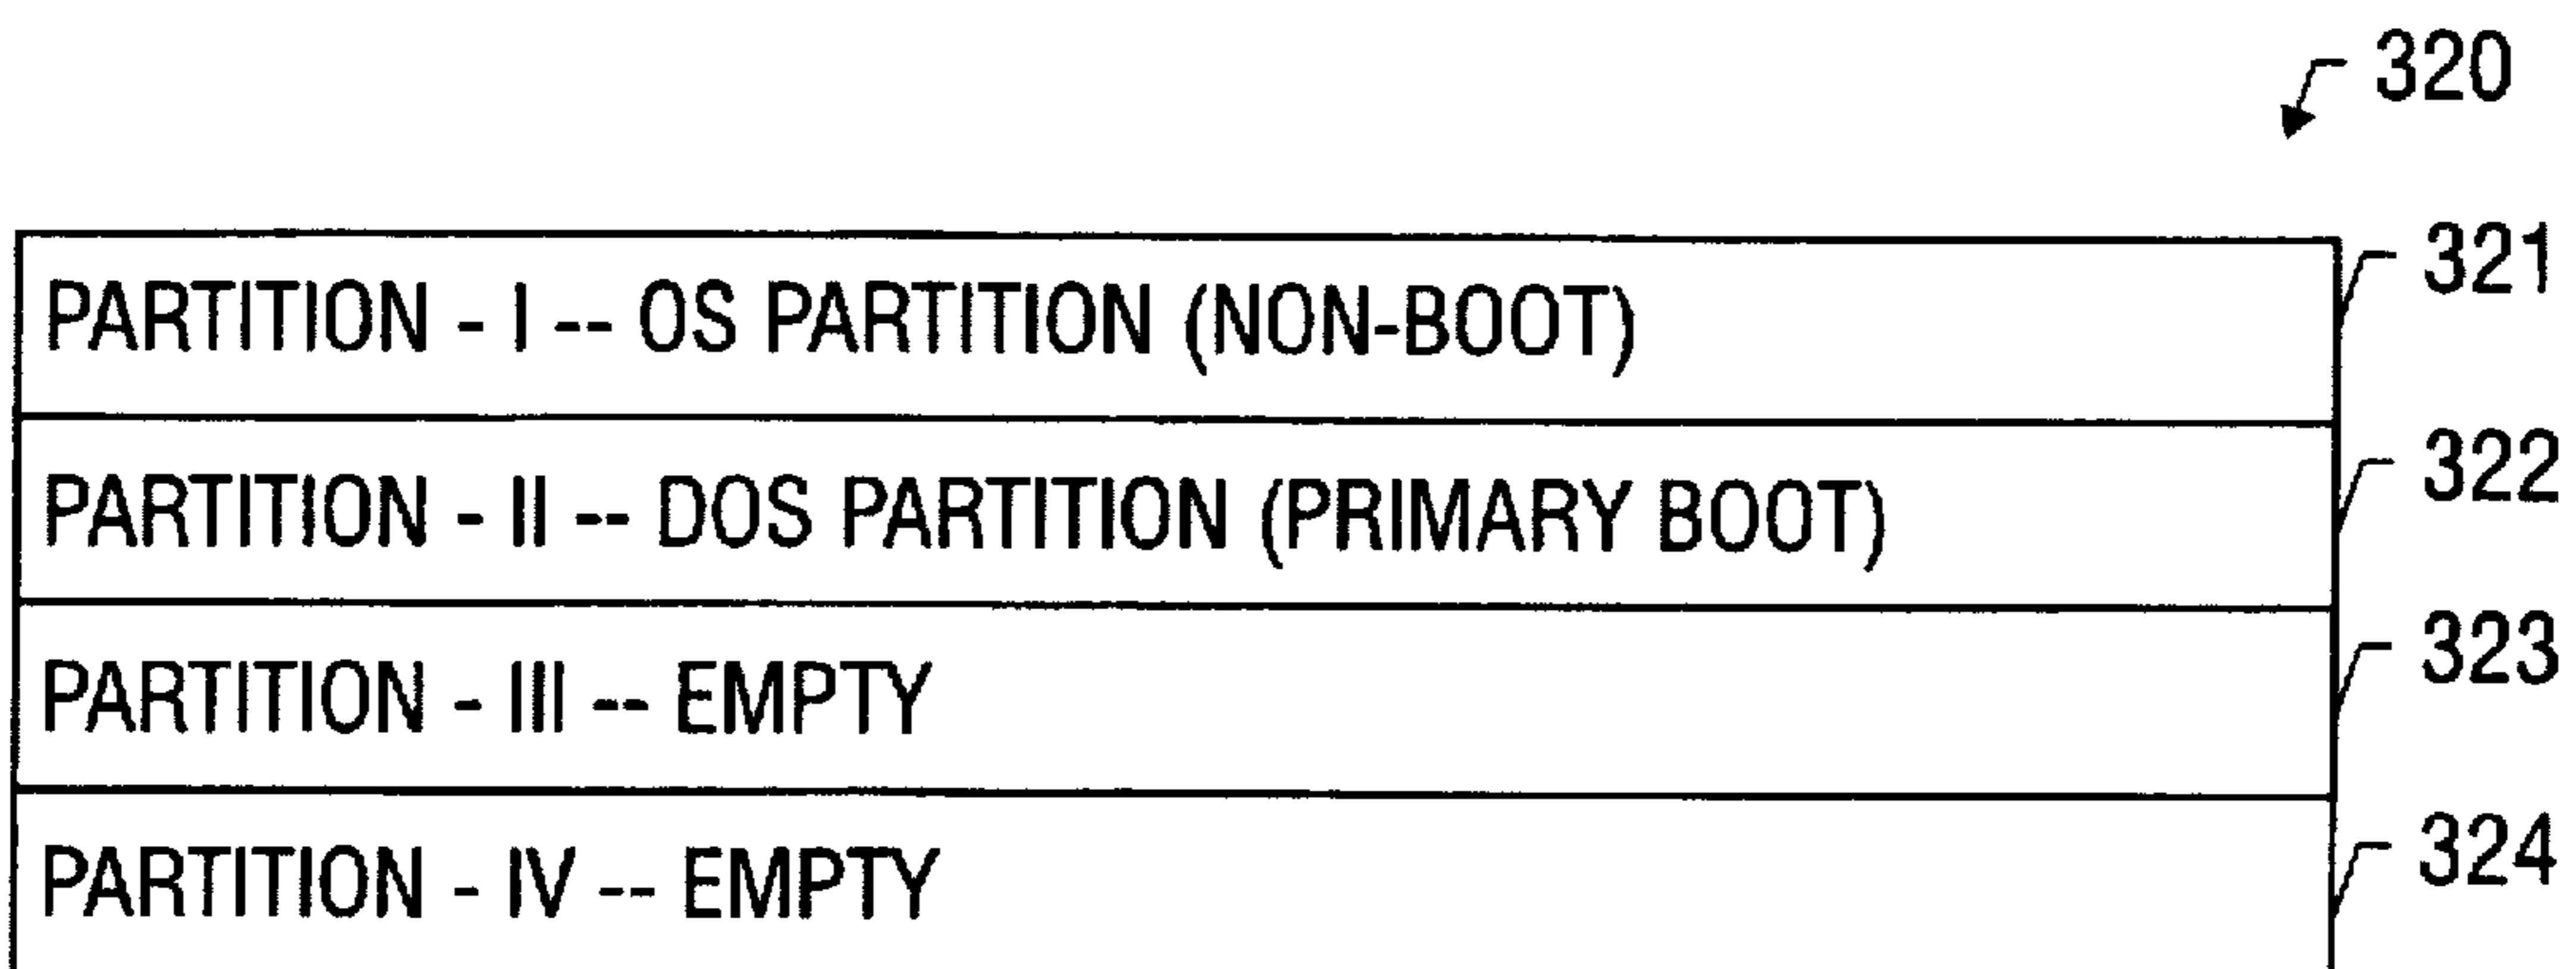 320
PARTITION - I -- OS PARTITION (NON-BOOT) 321
PARTITION - II -- DOS PARTITION (PRIMARY BOOT) 322
PARTITION - III -- EMPTY 323
PARTITION - IV -- EMPTY 324